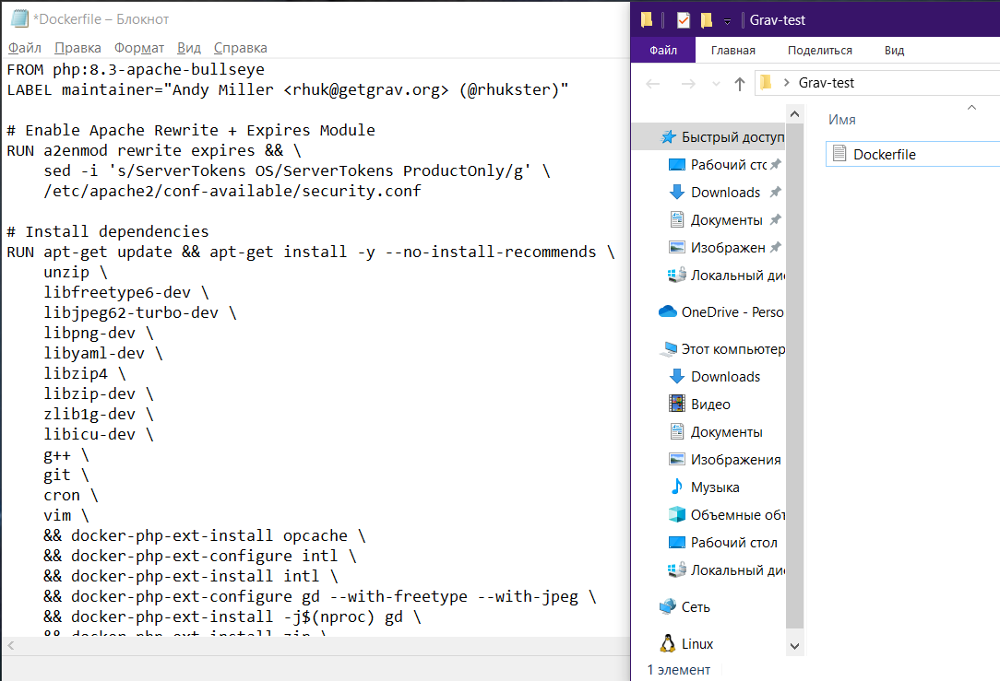 *Dockerfile – Блокнот
Файл Правка Формат Вид Справка
FROM php:8.3-apache-bullseye
LABEL maintainer="Andy Miller <rhuk@getgrav.org> (@rhukster)"
# Enable Apache Rewrite + Expires Module
RUN a2enmod rewrite expires && \
sed -i 's/ServerTokens OS/ServerTokens ProductOnly/g' \
/etc/apache2/conf-available/security.conf
# Install dependencies
RUN apt-get update && apt-get install -y --no-install-recommends \
unzip \
libfreetype6-dev \
libjpeg62-turbo-dev \
libpng-dev \
libyaml-dev \
libzip4 \
libzip-dev \
zlib1g-dev \
libicu-dev \
g++ \
git \
cron \
vim \
&& docker-php-ext-install opcache \
&& docker-php-ext-configure intl \
&& docker-php-ext-install intl \
&& docker-php-ext-configure gd --with-freetype --with-jpeg \
&& docker-php-ext-install -j$(nproc) gd \
&& docker-php-ext-install zip \
Grav-test
Файл Главная Поделиться Вид
Grav-test
Имя
Dockerfile
Быстрый доступ
Рабочий стс
Downloads
Документы
Изображен
Локальный ди
OneDrive - Perso
Этот компьютер
Downloads
Видео
Документы
Изображения
Музыка
Объемные об
Рабочий стол
Локальный ди
Сеть
Linux
1 элемент